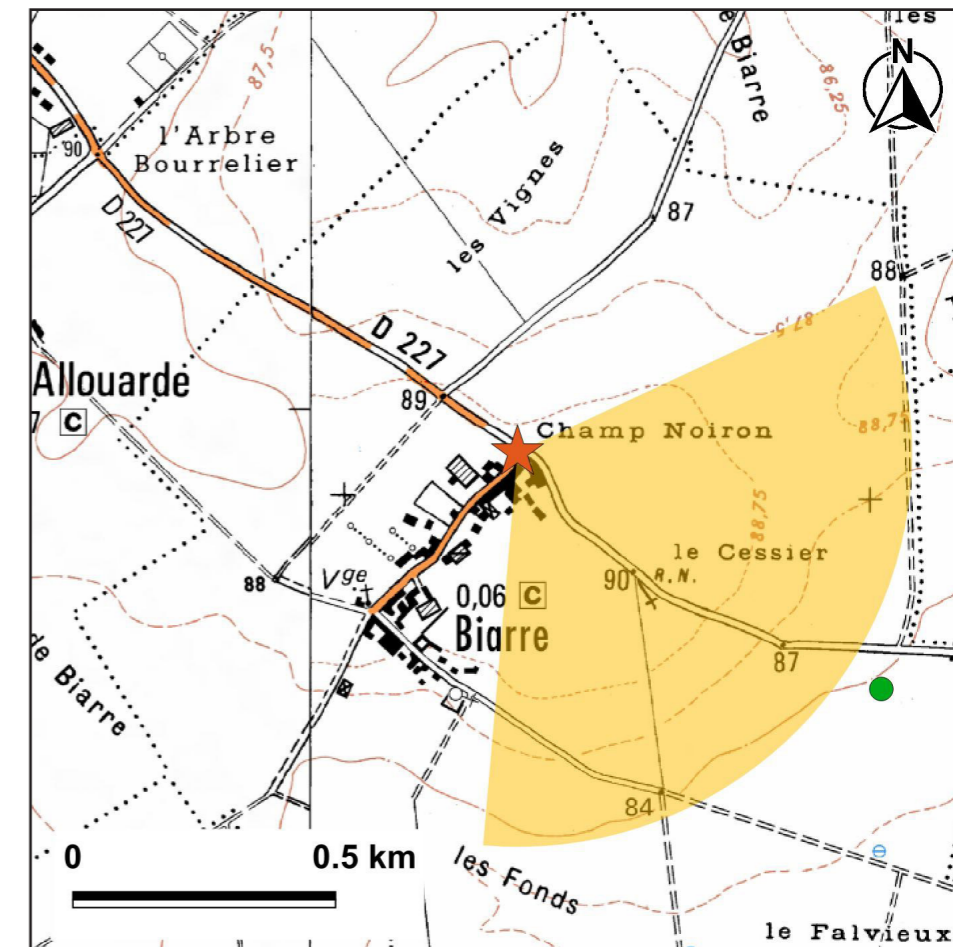 les
N
Biarre
87,5
86,25
l'Arbre
Bourrelier
90
D 227
les Vignes
87
88
87,5
D 227
Allouarde
7 C
89
Champ Noiron
88,75
88,75
le Cessier
90
R.N.
88
Vge
0,06 C
Biarre
87
de Biarre
84
0
0.5 km
les Fonds
le Falvieux